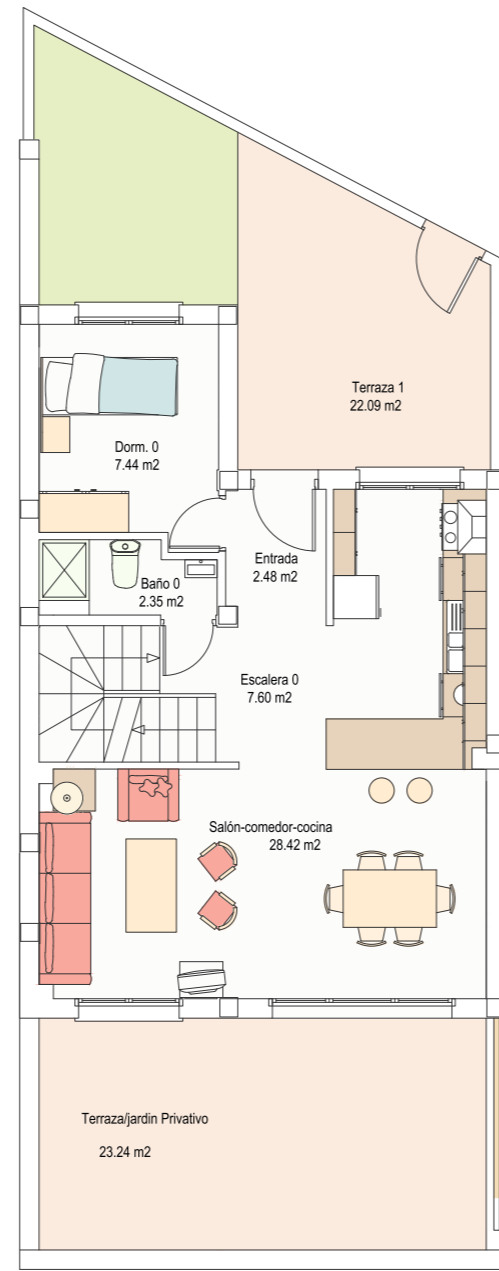 Terraza 1
22.09 m2
Dorm. 0
7.44 m2
Entrada
2.48 m2
Baño 0
2.35 m2
Escalera 0
7.60 m2
Salón-comedor-cocina
28.42 m2
Terraza/jardin Privativo
23.24 m2